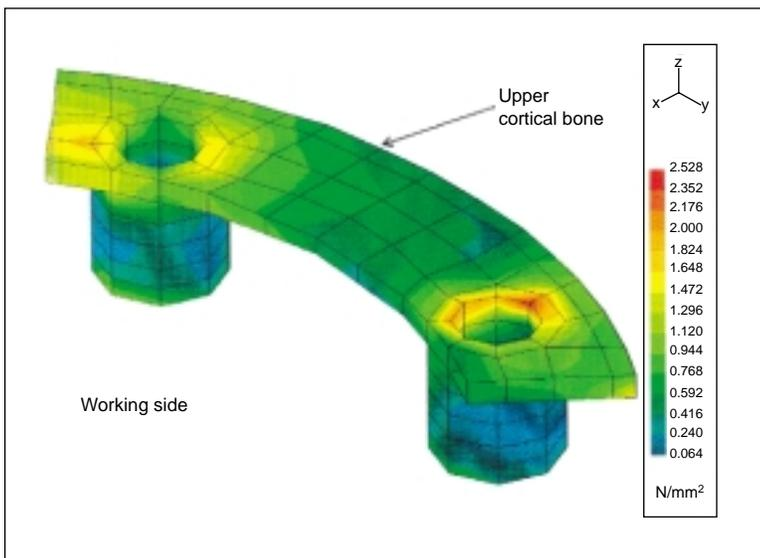 Upper
cortical bone
Working side
z
x
y
2.528
2.352
2.176
2.000
1.824
1.648
1.472
1.296
1.120
0.944
0.768
0.592
0.416
0.240
0.064
N/mm²